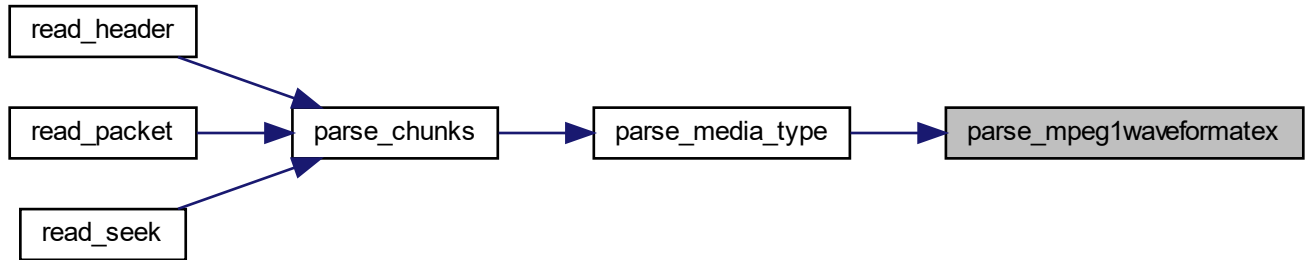 read_header
read_packet
parse_chunks
parse_media_type
parse_mpeg1waveformatex
read_seek